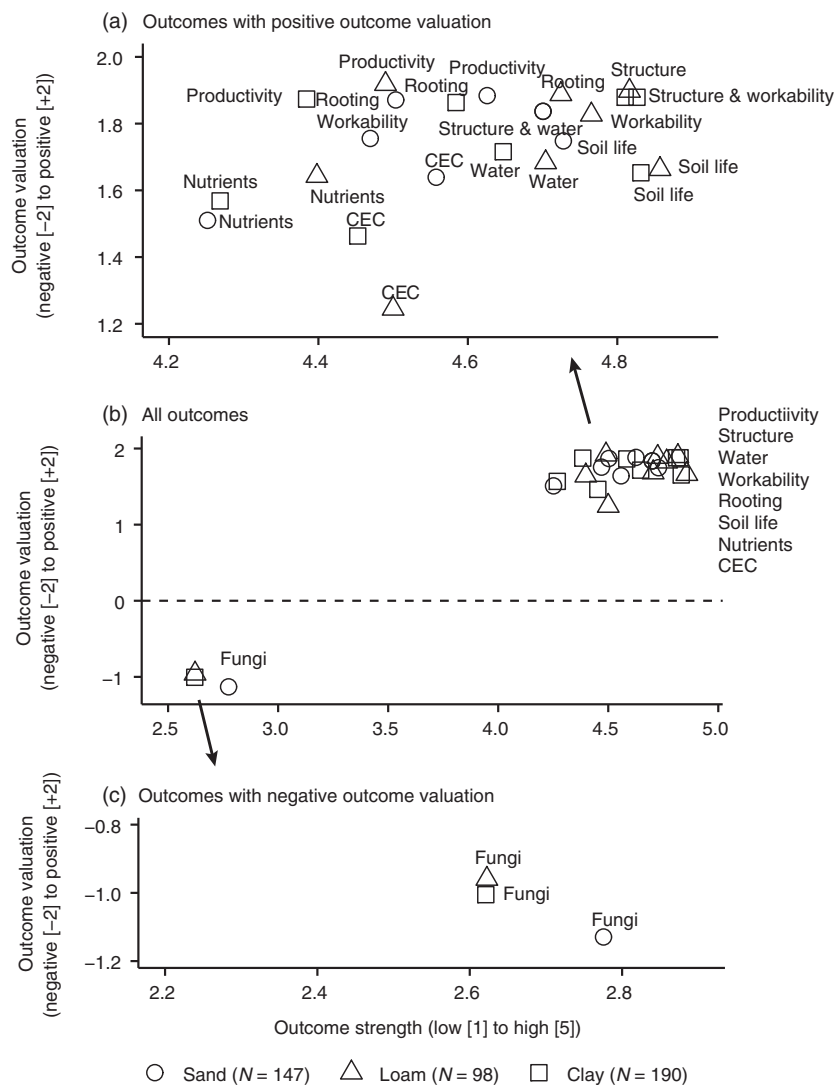 (a) Outcomes with positive outcome valuation
Outcome valuation
(negative [−2] to positive [+2])
2.0
1.8
1.6
1.4
1.2
Productivity
Productivity
Rooting
Structure
Productivity
Rooting
Rooting
Structure & workability
Workability
Structure & water
Workability
CEC
Water
Soil life
Water
Soil life
Nutrients
Nutrients
Soil life
Nutrients
CEC
CEC
4.2 4.4 4.6 4.8
(b) All outcomes
Outcome valuation
(negative [−2] to positive [+2])
2
1
0
−1
Productiivity
Structure
Water
Workability
Rooting
Soil life
Nutrients
CEC
Fungi
2.5 3.0 3.5 4.0 4.5 5.0
(c) Outcomes with negative outcome valuation
Outcome valuation
(negative [−2] to positive [+2])
−0.8
−1.0
−1.2
Fungi
Fungi
Fungi
2.2 2.4 2.6 2.8
Outcome strength (low [1] to high [5])
Sand (N = 147) Loam (N = 98) Clay (N = 190)